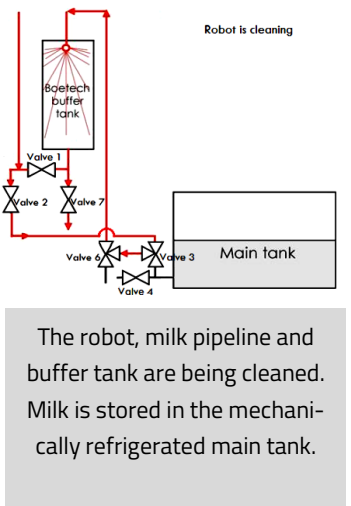 Robot is cleaning
Boetech
buffer
tank
Valve 1
Valve 2
Valve 7
Valve 6
Valve 3
Main tank
Valve 4
The robot, milk pipeline and
buffer tank are being cleaned.
Milk is stored in the mechani-
cally refrigerated main tank.